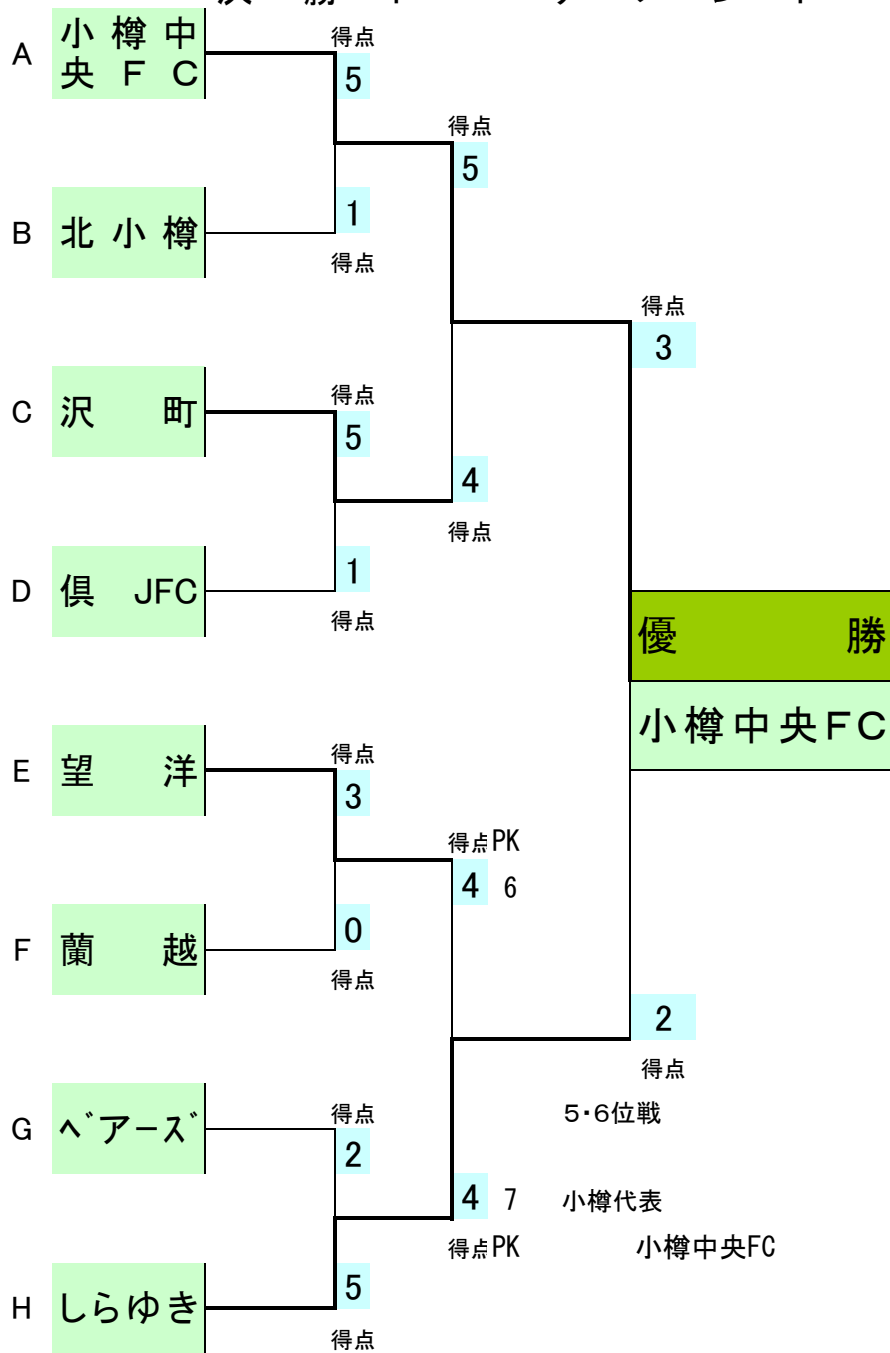 得点
A 小樽中
央ＦＣ
5
得点
5
1
B 北小樽
得点
得点
3
得点
C 沢 町
5
4
得点
1
D 倶 JFC
得点
優 勝
小樽中央ＦＣ
得点
E 望 洋
3
得点PK
4 6
0
F 蘭 越
得点
2
得点
5・6位戦
得点
G ベアーズ
2
4 7 小樽代表
得点PK 小樽中央FC
5
H しらゆき
得点